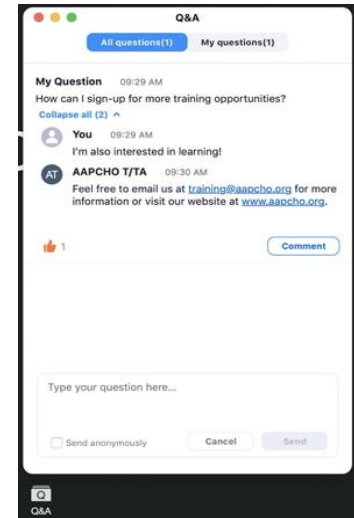 Q&A
All questions(1) My questions(1)
My Question 09:29 AM
How can I sign-up for more training opportunities?
Collapse all (2)
You 09:29 AM
I'm also interested in learning!
AT AAPCHO T/TA 09:30 AM
Feel free to email us at training@aapcho.org for more
information or visit our website at www.aapcho.org.
1 Comment
Type your question here...
Send anonymously Cancel Send
Q
Q&A